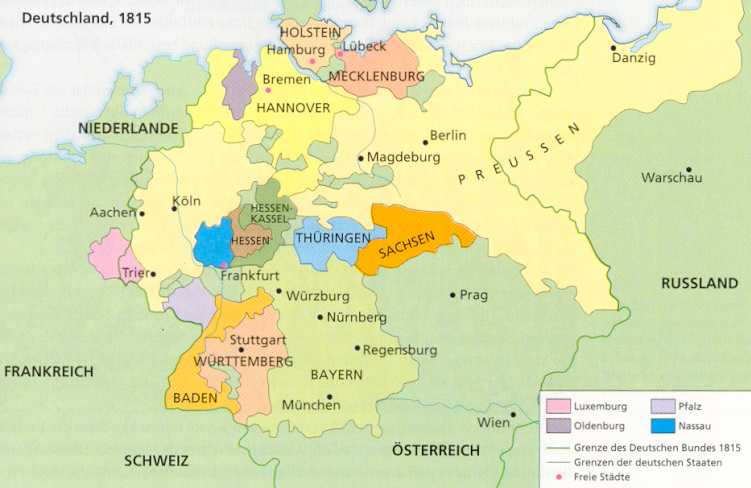 Deutschland, 1815
HOLSTEIN
Hamburg
Lübeck
MECKLENBURG
Danzig
Bremen
HANNOVER
NIEDERLANDE
Berlin
Magdeburg
PREUSSEN
Warschau
Köln
Aachen
HESSEN-
KASSEL
HESSEN
THÜRINGEN
SACHSEN
Trier
Frankfurt
RUSSLAND
Würzburg
Prag
Nürnberg
Stuttgart
WÜRTTEMBERG
Regensburg
FRANKREICH
BAYERN
BADEN
München
Wien
SCHWEIZ
ÖSTERREICH
Luxemburg
Pfalz
Oldenburg
Nassau
Grenze des Deutschen Bundes 1815
Grenzen der deutschen Staaten
Freie Städte